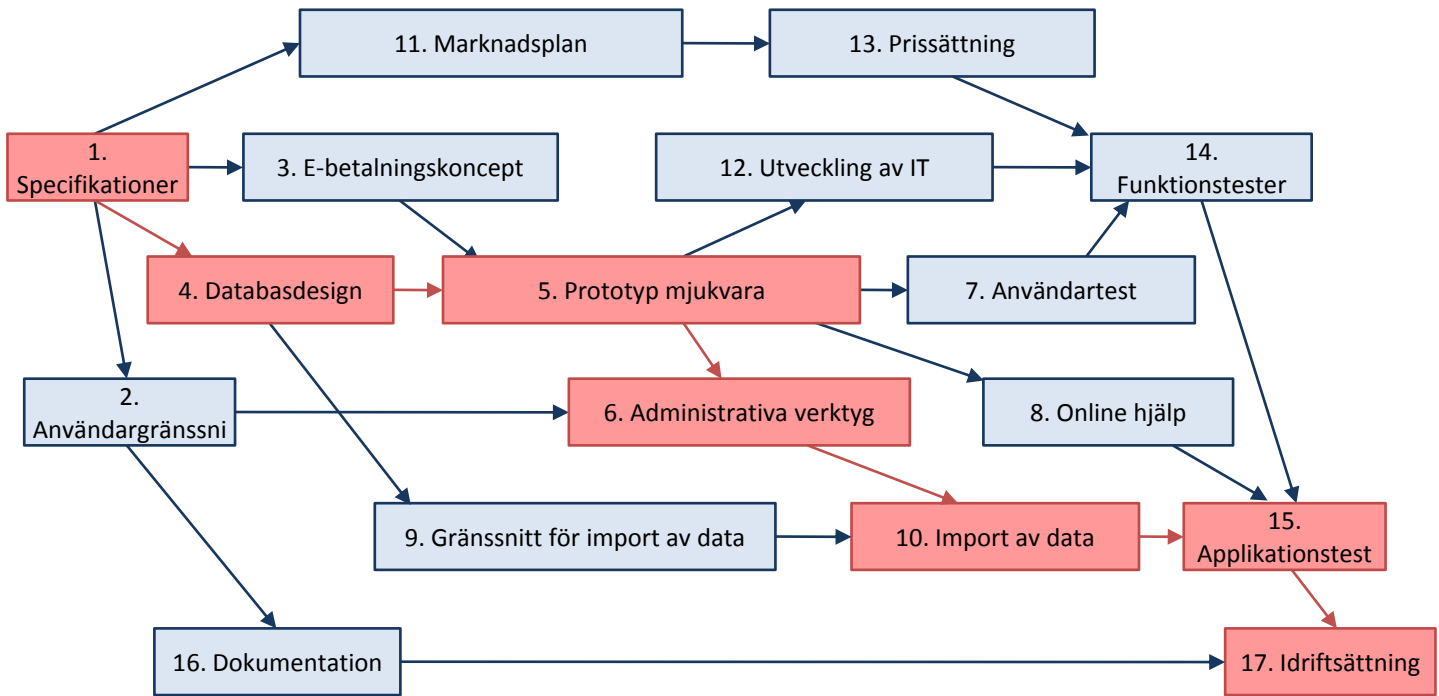 11. Marknadsplan
13. Prissättning
1.
Specifikationer
3. E-betalningskoncept
12. Utveckling av IT
14.
Funktionstester
4. Databasdesign
5. Prototyp mjukvara
7. Användartest
2.
Användargränssni
6. Administrativa verktyg
8. Online hjälp
9. Gränssnitt för import av data
10. Import av data
15.
Applikationstest
16. Dokumentation
17. Idriftsättning